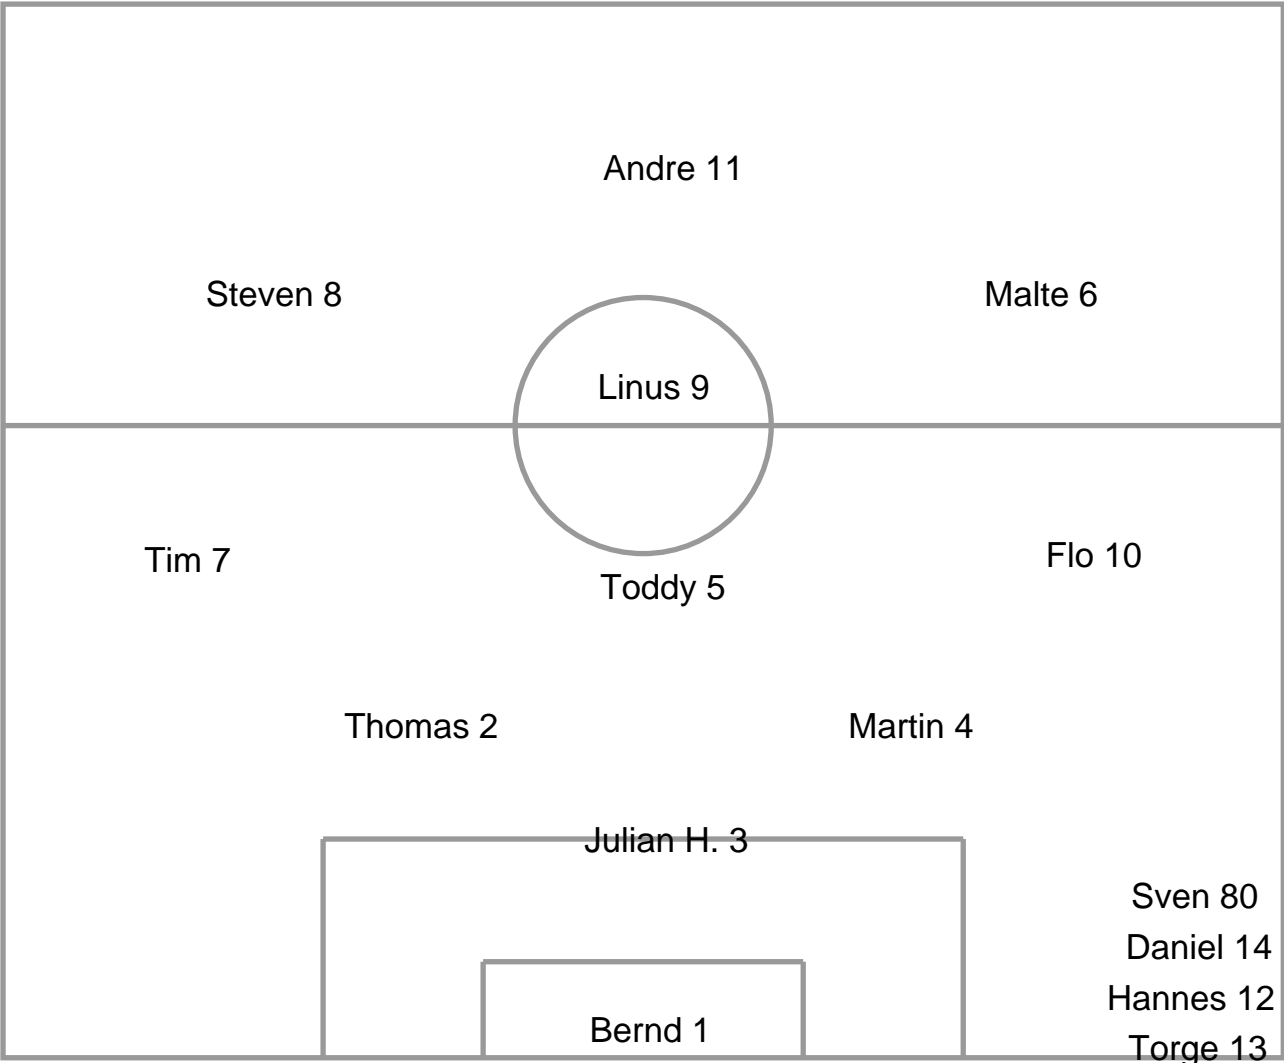 Andre 11
Steven 8
Malte 6
Linus 9
Tim 7
Flo 10
Toddy 5
Thomas 2
Martin 4
Julian H. 3
Sven 80
Daniel 14
Hannes 12
Bernd 1
Torge 13